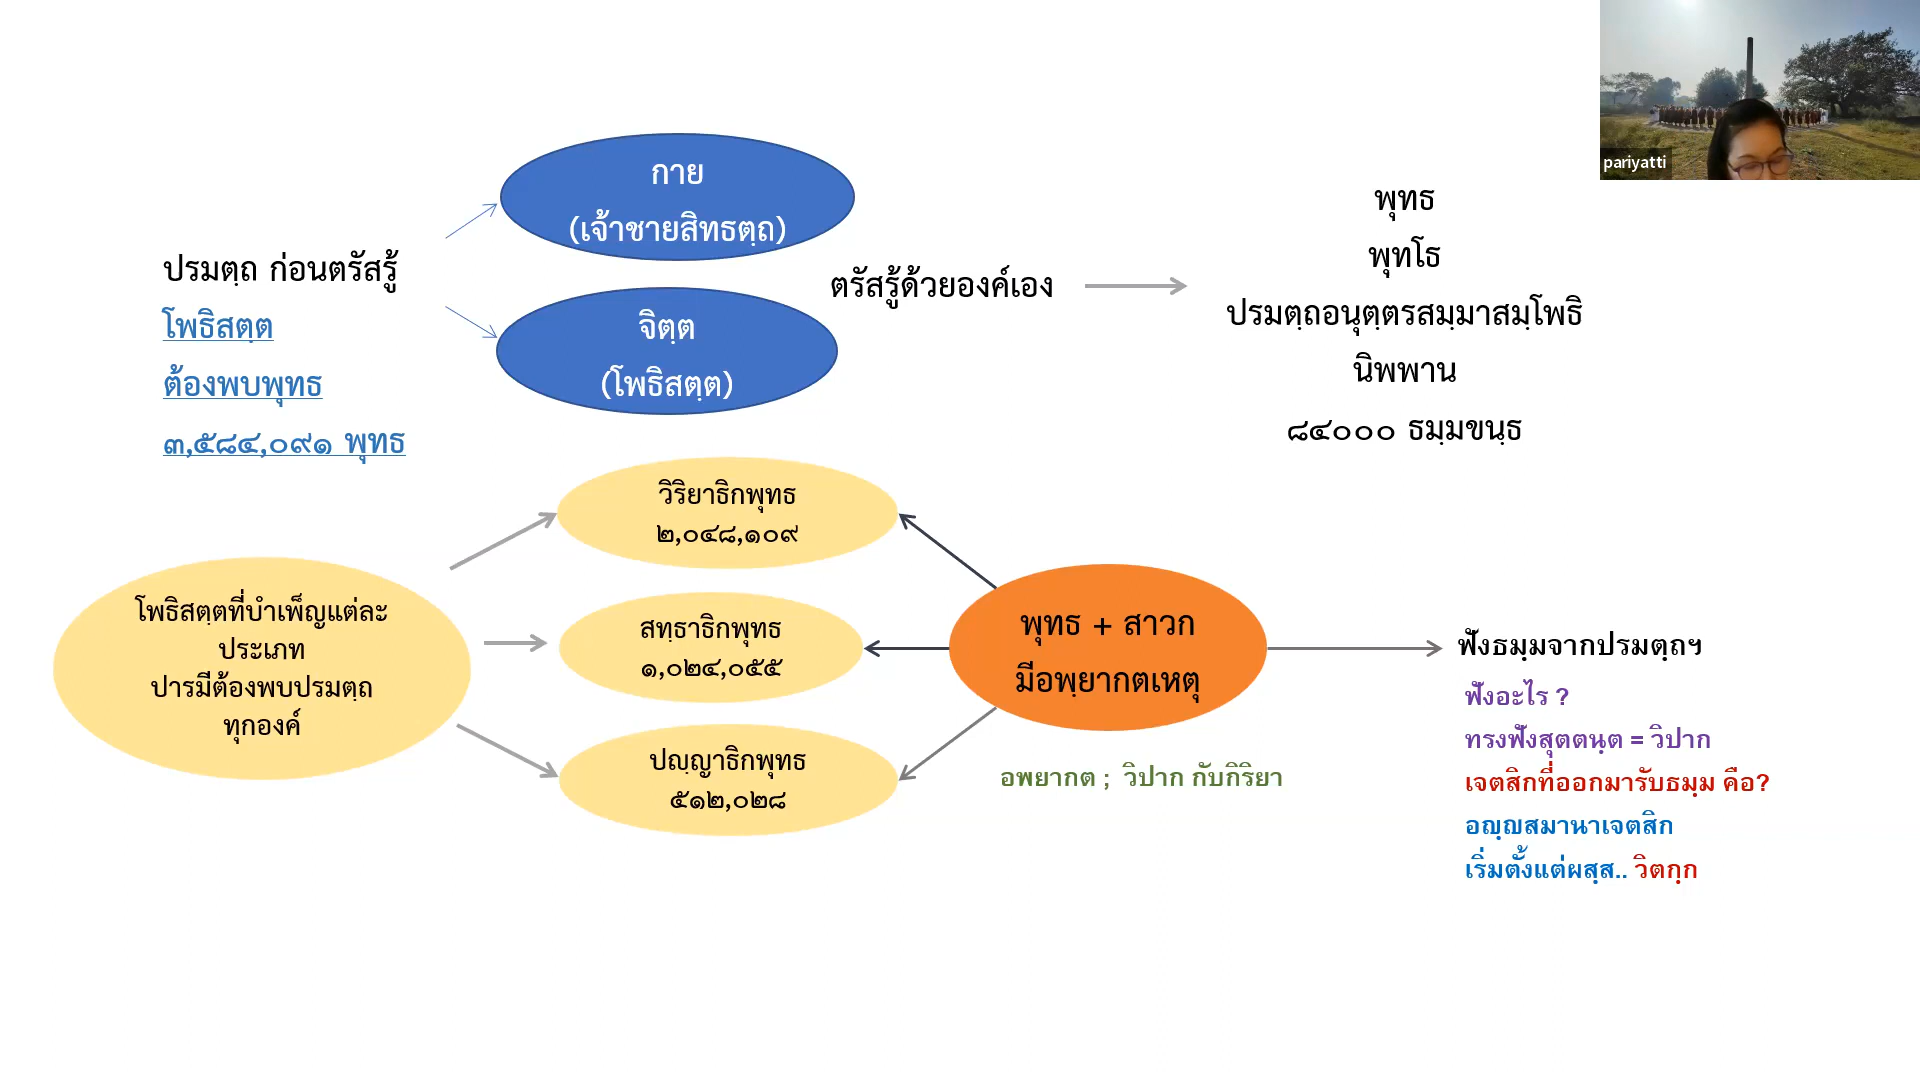 pariyatti
กาย
(เจ้าชายสิทธตฺถ)
ปรมตฺถ ก่อนตรัสรู้
โพธิสตฺต
ต้องพบพุทธ
๓,๕๘๔,๐๙๑ พุทธ
จิตฺต
(โพธิสตฺต)
ตรัสรู้ด้วยองค์เอง
พุทธ
พุทโธ
ปรมตฺถอนุตฺตรสมฺมาสมฺโพธิ
นิพพาน
๘๔๐๐๐ ธมฺมขนฺธ
โพธิสตฺตที่บำเพ็ญแต่ละ
ประเภท
ปารมีต้องพบปรมตฺถ
ทุกองค์
วิริยาธิกพุทธ
๒,๐๔๘,๑๐๙
สทฺธาธิกพุทธ
๑,๐๒๔,๐๕๕
ปญฺญาธิกพุทธ
๕๑๒,๐๒๘
พุทธ + สาวก
มีอพฺยากตเหตุ
อพยากต ; วิปาก กับกิริยา
ฟังธมฺมจากปรมตฺถฯ
ฟังอะไร ?
ทรงฟังสุตตนฺต = วิปาก
เจตสิกที่ออกมารับธมฺม คือ?
อญฺญสมานาเจตสิก
เริ่มตั้งแต่ผสฺส.. วิตกฺก